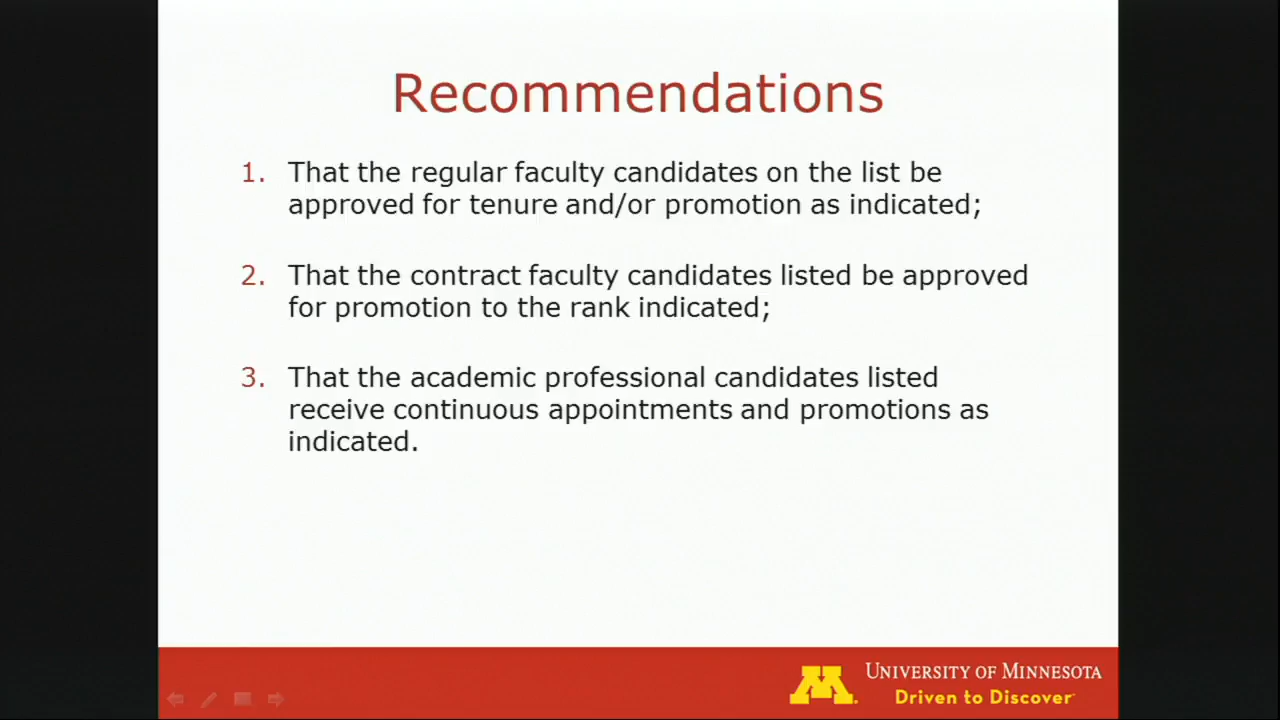 Recommendations
1. That the regular faculty candidates on the list be
approved for tenure and/or promotion as indicated;
2. That the contract faculty candidates listed be approved
for promotion to the rank indicated;
3. That the academic professional candidates listed
receive continuous appointments and promotions as
indicated.
M
UNIVERSITY OF MINNESOTA
Driven to Discover